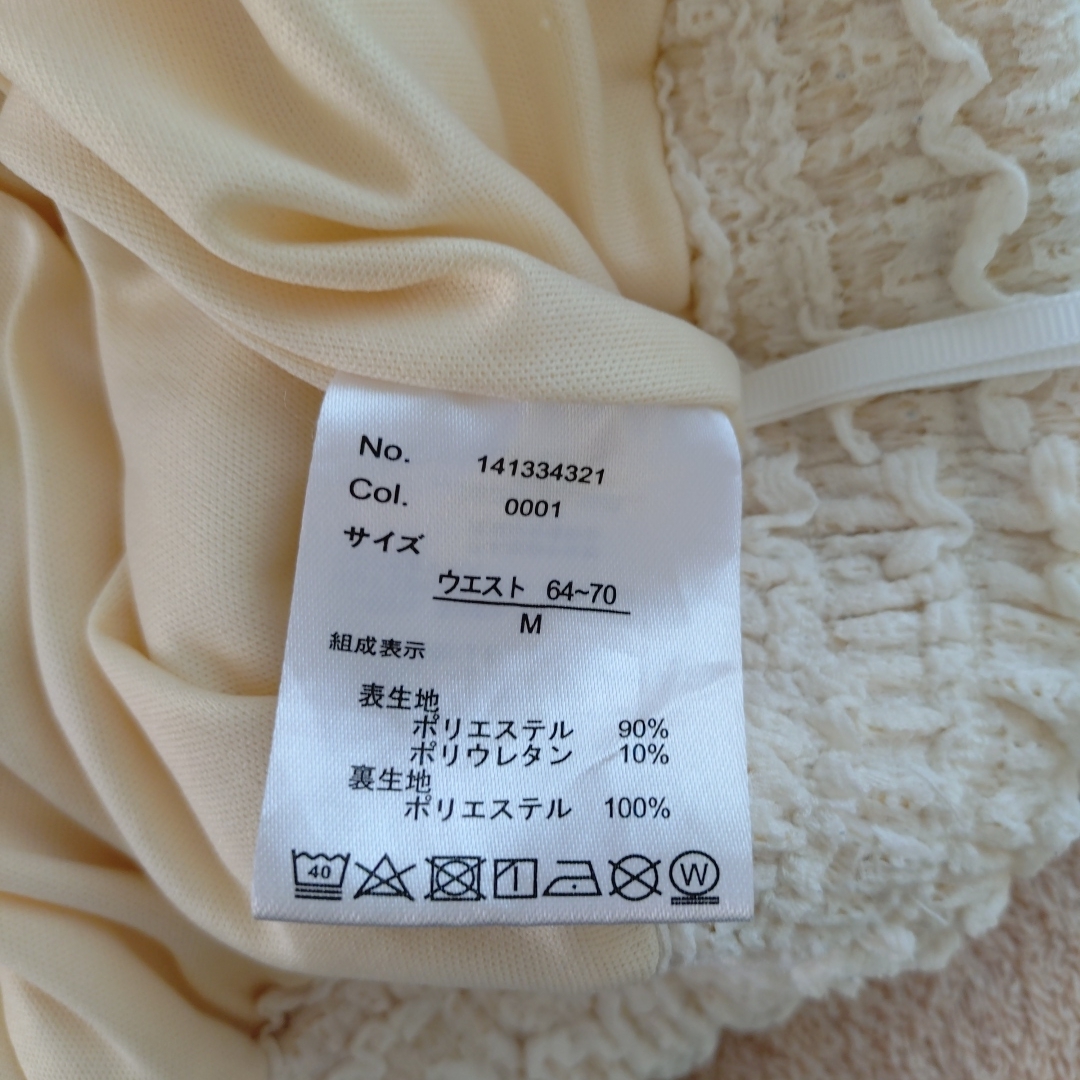 No. 141334321
Col. 0001
サイズ
ウエスト 64~70
M
組成表示
表生地
ポリエステル 90%
ポリウレタン 10%
裏生地
ポリエステル 100%
40
W